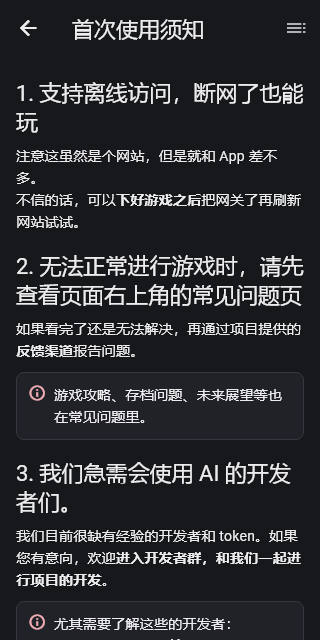 首次使用须知
1. 支持离线访问，断网了也能
玩
注意这虽然是个网站，但是就和 App 差不
多。
不信的话，可以下好游戏之后把网关了再刷新
网站试试。
2. 无法正常进行游戏时，请先
查看页面右上角的常见问题页
如果看完了还是无法解决，再通过项目提供的
反馈渠道报告问题。
游戏攻略、存档问题、未来展望等也
在常见问题里。
3. 我们急需会使用 AI 的开发
者们。
我们目前很缺有经验的开发者和 token。如果
您有意向，欢迎进入开发者群，和我们一起进
行项目的开发。
尤其需要了解这些的开发者：